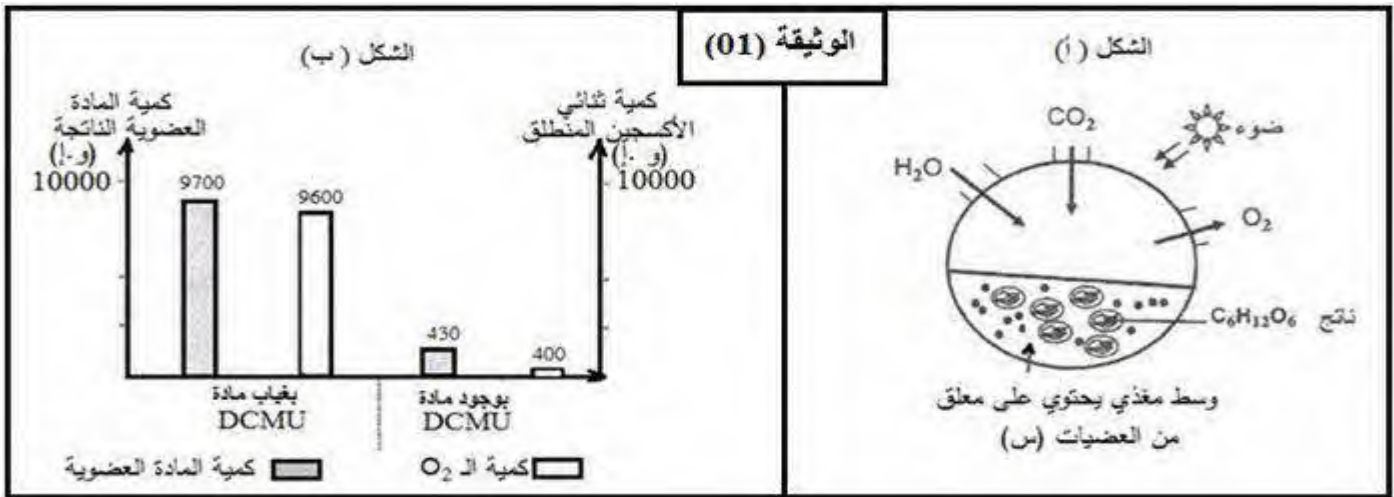 الوثيقة (01)
الشكل (أ)
ضوء
CO2
H2O
O2
ناتج C6H12O6
وسط مغذي يحتوي على معلق
من العضيات (س)
الشكل (ب)
كمية المادة
العضوية الناتجة
(و.إ)
10000
كمية ثنائي
الأكسجين المنطلق
(و.إ)
10000
9700
9600
430
400
بغياب مادة
DCMU
بوجود مادة
DCMU
كمية الـ O2
كمية المادة العضوية